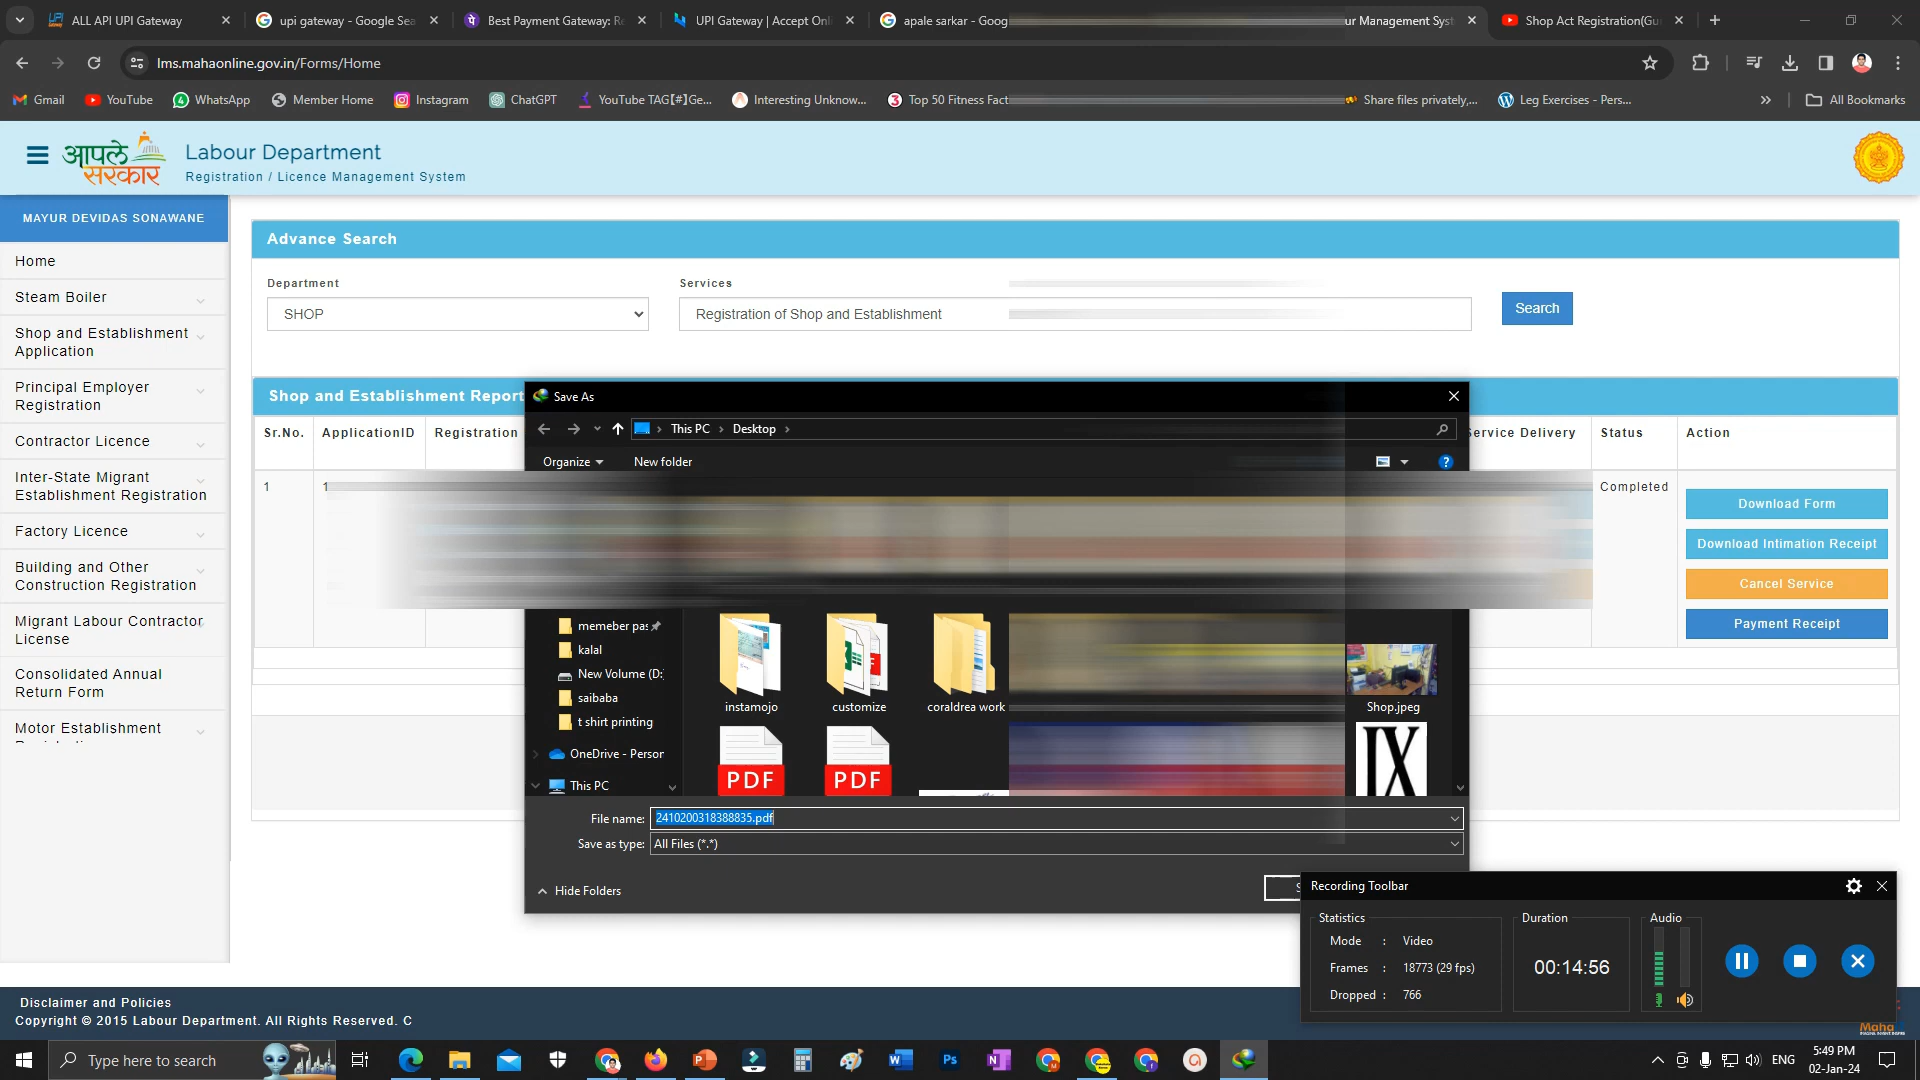 ALL API UPI Gateway
upi gateway - Google Sea
Best Payment Gateway: Re
UPI Gateway | Accept Onl
apale sarkar - Goog
ur Management Syst
Shop Act Registration(Gu
lms.mahaonline.gov.in/Forms/Home
Gmail
YouTube
WhatsApp
Member Home
Instagram
ChatGPT
YouTube TAG[#]Ge...
Interesting Unknow...
Top 50 Fitness Fact
Share files privately,...
Leg Exercises - Pers...
All Bookmarks
आपले सरकार
Labour Department
Registration / Licence Management System
MAYUR DEVIDAS SONAWANE
Home
Steam Boiler
Shop and Establishment
Application
Principal Employer
Registration
Contractor Licence
Inter-State Migrant
Establishment Registration
Factory Licence
Building and Other
Construction Registration
Migrant Labour Contractor
License
Consolidated Annual
Return Form
Motor Establishment
Advance Search
Department
Services
SHOP
Registration of Shop and Establishment
Search
Shop and Establishment Report
Sr.No.
ApplicationID
Registration
Service Delivery
Status
Action
1
1
Completed
Download Form
Download Intimation Receipt
Cancel Service
Payment Receipt
Save As
This PC
Desktop
Organize
New folder
memeber pas
kalal
New Volume (D:
saibaba
t shirt printing
OneDrive - Person
This PC
instamojo
customize
coraldrea work
Shop.jpeg
PDF
PDF
IX
File name:
2410200318388835.pdf
Save as type:
All Files (*.*)
Hide Folders
S
Recording Toolbar
Statistics
Mode : Video
Frames : 18773 (29 fps)
Dropped : 766
Duration
00:14:56
Audio
Disclaimer and Policies
Copyright © 2015 Labour Department. All Rights Reserved. C
Maha
Type here to search
ENG
5:49 PM
02-Jan-24